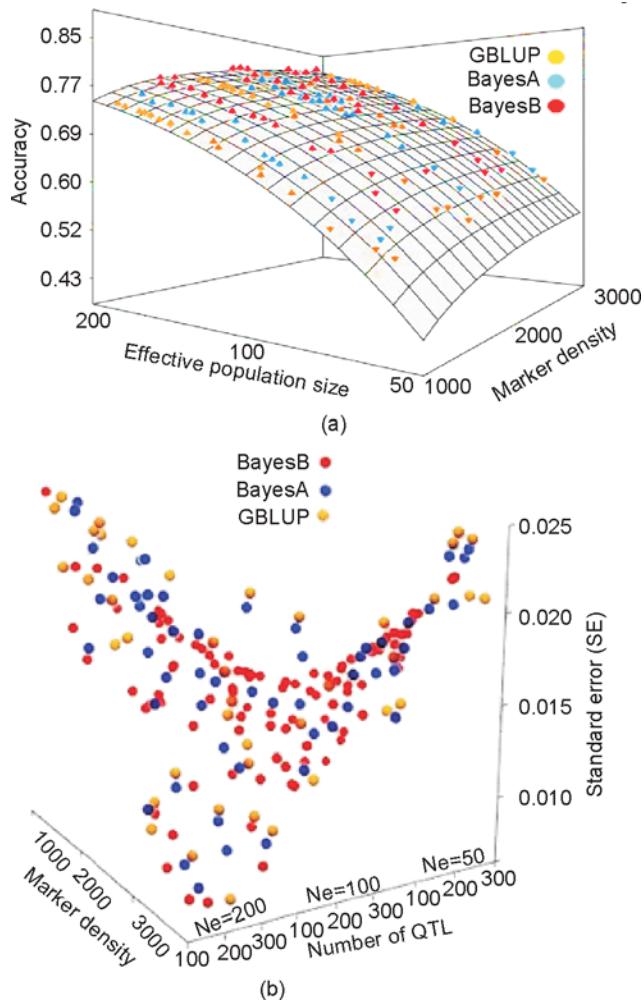 0.85
0.77
0.69
0.60
0.52
0.43
Accuracy
GBLUP
BayesA
BayesB
200
100
50
Effective population size
1000
2000
3000
Marker density
(a)
BayesB
BayesA
GBLUP
0.025
0.020
0.015
0.010
Standard error (SE)
1000
2000
3000
Marker density
Ne=200
Ne=100
Ne=50
100 200 300 100 200 300 100 200 300
Number of QTL
(b)